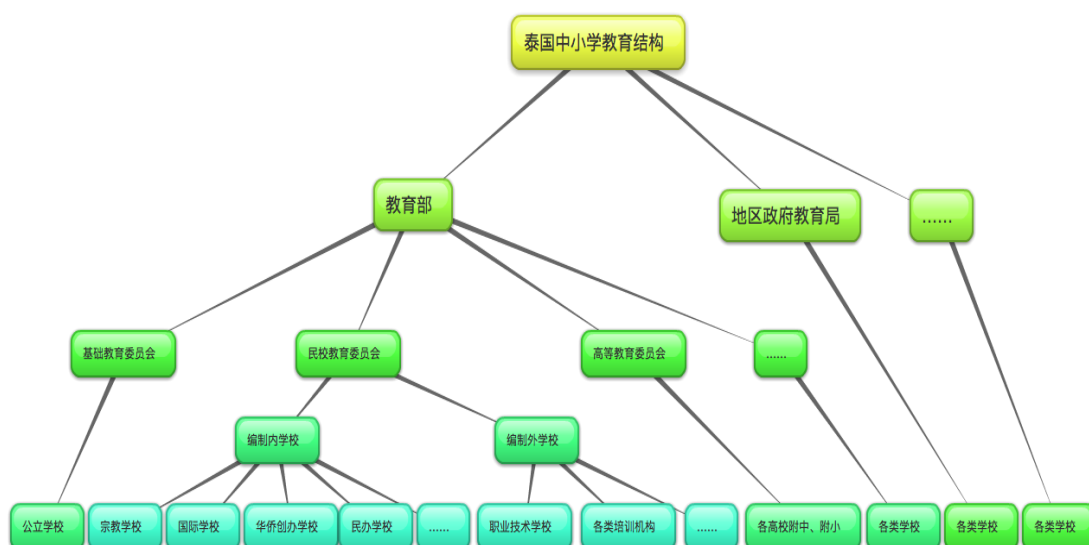 泰国中小学教育结构
教育部
地区政府教育局
......
基础教育委员会
民校教育委员会
高等教育委员会
......
编制内学校
编制外学校
公立学校
宗教学校
国际学校
华侨创办学校
民办学校
......
职业技术学校
各类培训机构
......
各高校附中、附小
各类学校
各类学校
各类学校